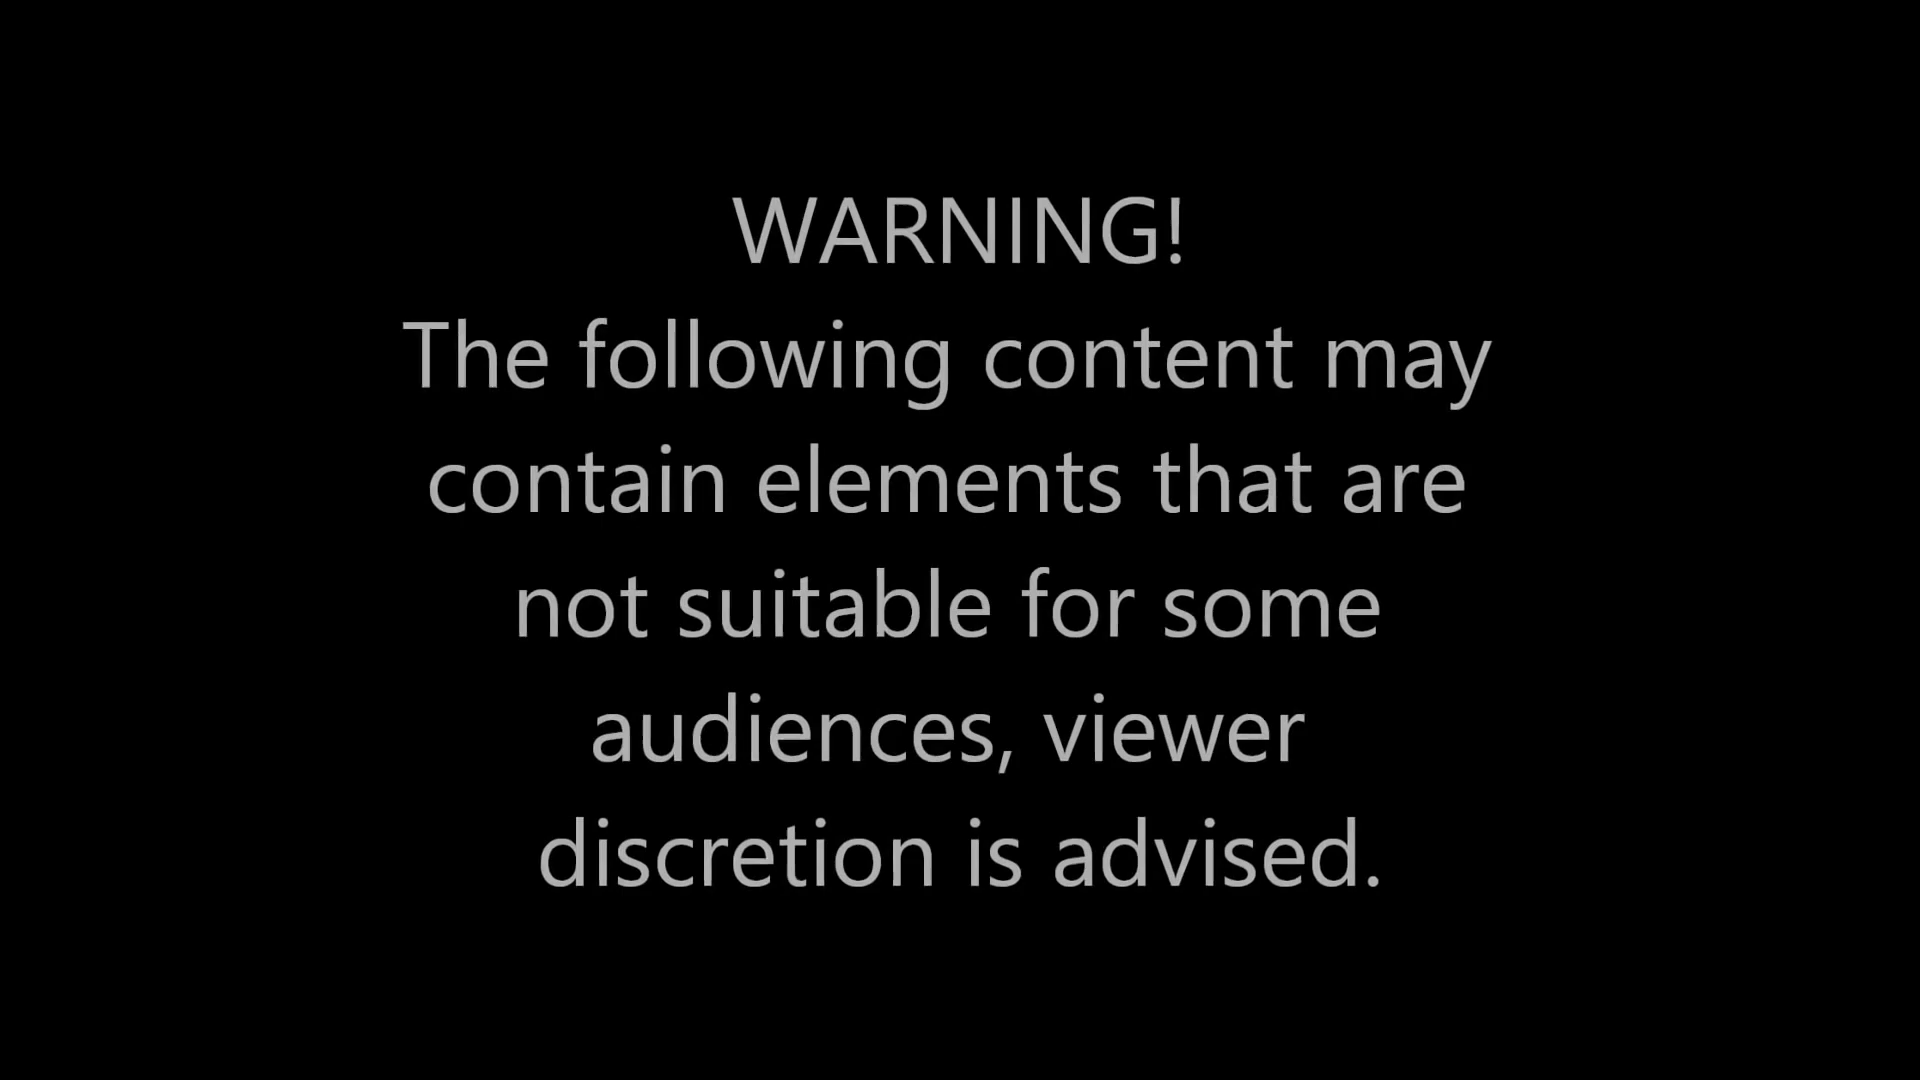 WARNING!
The following content may
contain elements that are
not suitable for some
audiences, viewer
discretion is advised.